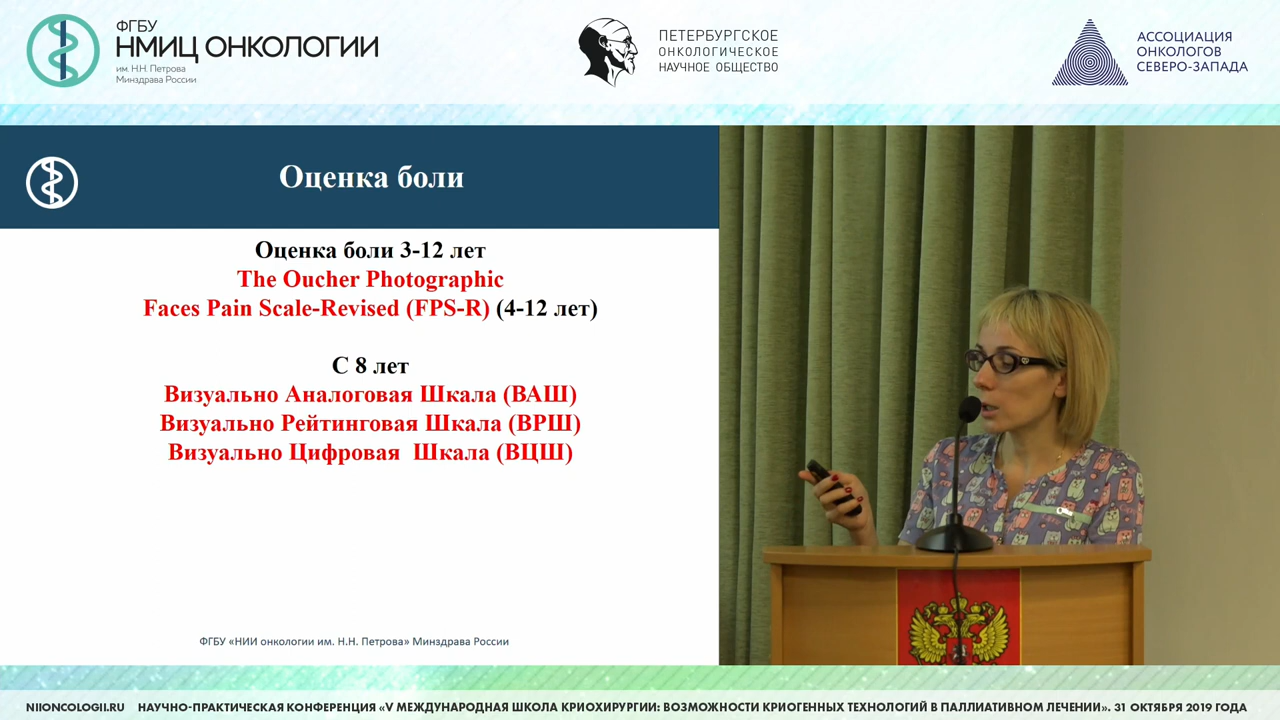 ФГБУ
НМИЦ ОНКОЛОГИИ
им. Н.Н. Петрова
Минздрава России
ПЕТЕРБУРГСКОЕ
ОНКОЛОГИЧЕСКОЕ
НАУЧНОЕ ОБЩЕСТВО
АССОЦИАЦИЯ
ОНКОЛОГОВ
СЕВЕРО-ЗАПАДА
Оценка боли
Оценка боли 3-12 лет
The Oucher Photographic
Faces Pain Scale-Revised (FPS-R) (4-12 лет)
С 8 лет
Визуально Аналоговая Шкала (ВАШ)
Визуально Рейтинговая Шкала (ВРШ)
Визуально Цифровая Шкала (ВЦШ)
ФГБУ «НИИ онкологии им. Н.Н. Петрова» Минздрава России
NIIONCOLOGII.RU НАУЧНО-ПРАКТИЧЕСКАЯ КОНФЕРЕНЦИЯ «V МЕЖДУНАРОДНАЯ ШКОЛА КРИОХИРУРГИИ: ВОЗМОЖНОСТИ КРИОГЕННЫХ ТЕХНОЛОГИЙ В ПАЛЛИАТИВНОМ ЛЕЧЕНИИ». 31 ОКТЯБРЯ 2019 ГОДА